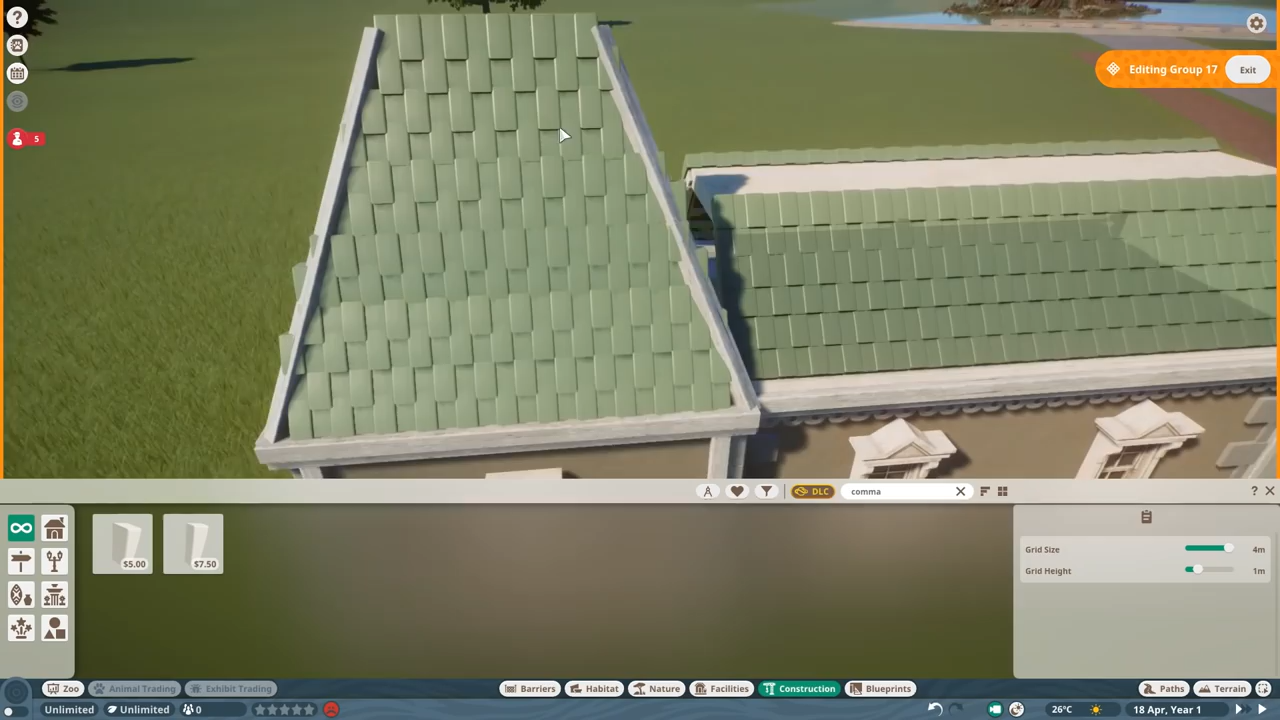 ?
Editing Group 17
Exit
5
DLC
comma
?
$5.00
$7.50
Grid Size
4m
Grid Height
1m
Zoo
Animal Trading
Exhibit Trading
Barriers
Habitat
Nature
Facilities
Construction
Blueprints
Paths
Terrain
Unlimited
Unlimited
0
26°C
18 Apr, Year 1